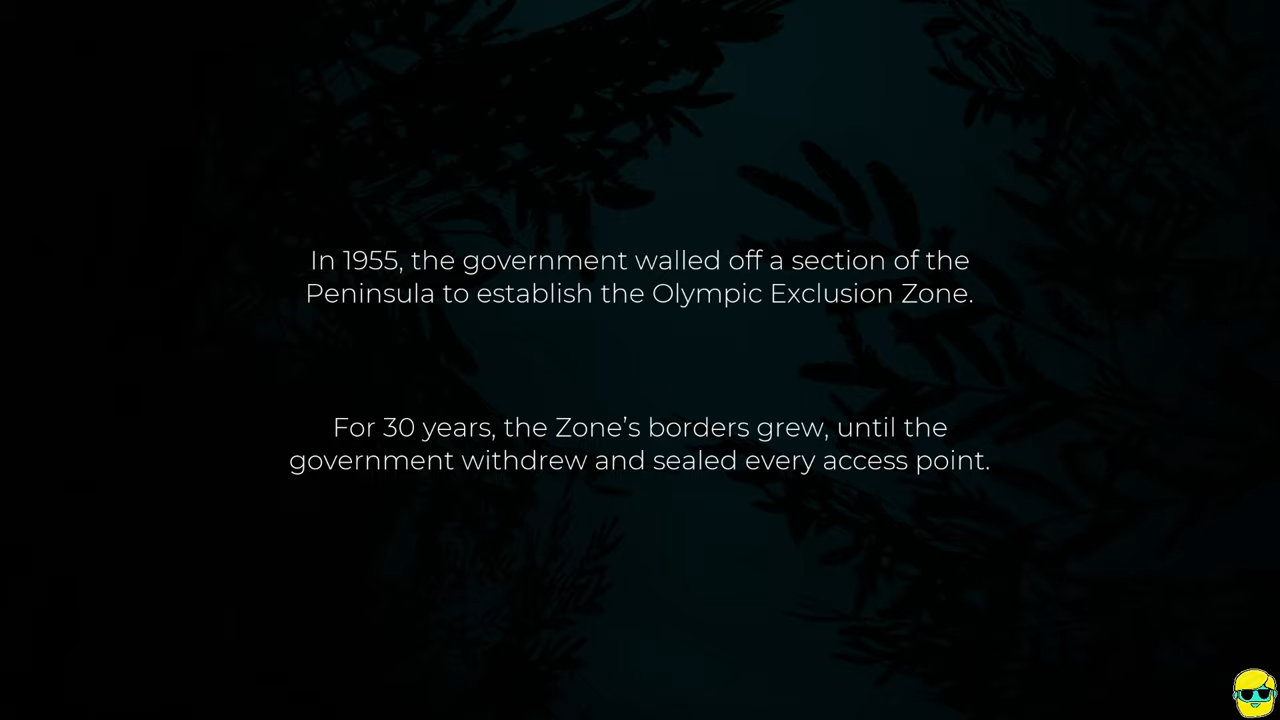 In 1955, the government walled off a section of the
Peninsula to establish the Olympic Exclusion Zone.
For 30 years, the Zone’s borders grew, until the
government withdrew and sealed every access point.